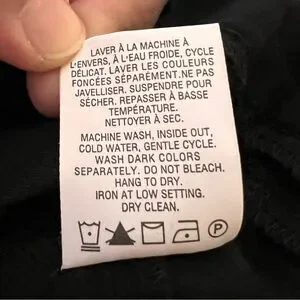 LAVER À LA MACHINE À
L'ENVERS, À L'EAU FROIDE, CYCLE
DÉLICAT. LAVER LES COULEURS
FONCÉES SÉPARÉMENT.NE PAS
JAVELLISER. SUSPENDRE POUR
SÉCHER. REPASSER À BASSE
TEMPÉRATURE.
NETTOYER À SEC.
MACHINE WASH, INSIDE OUT,
COLD WATER, GENTLE CYCLE.
WASH DARK COLORS
SEPARATELY. DO NOT BLEACH.
HANG TO DRY.
IRON AT LOW SETTING.
DRY CLEAN.
P